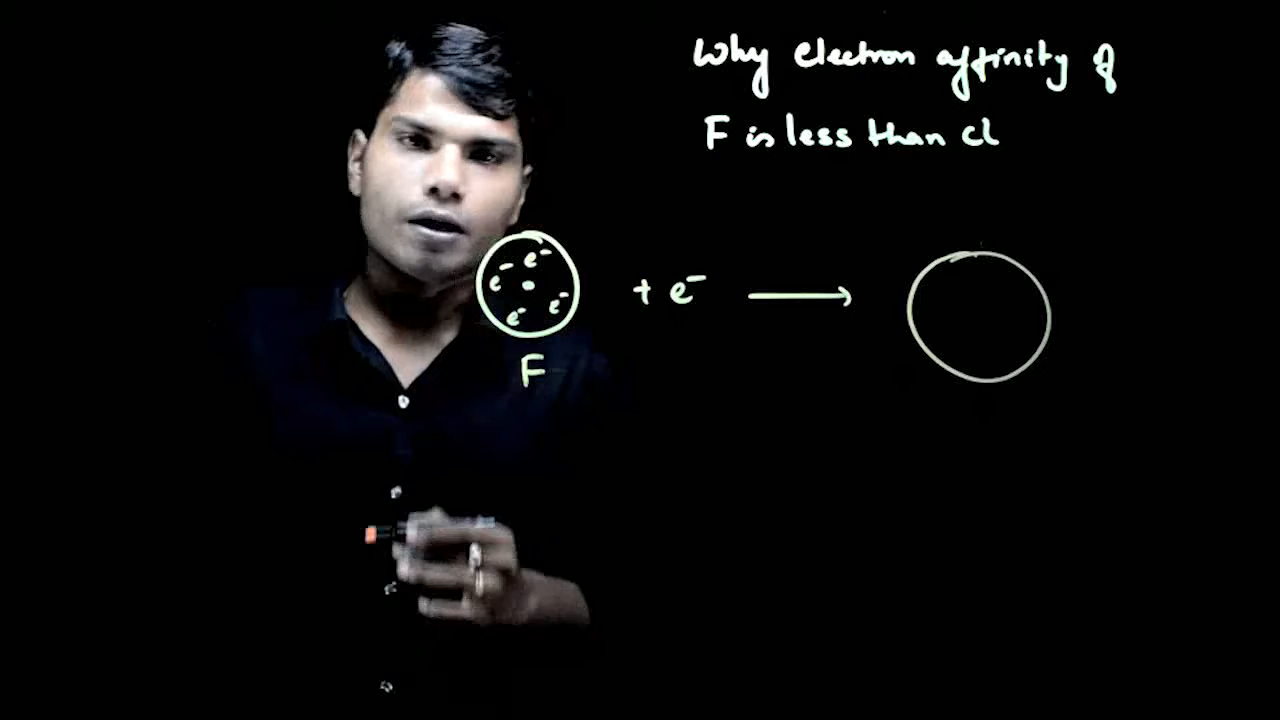 Why electron affinity of
F is less than Cl
e⁻ e⁻ e⁻ e⁻ + e⁻ ⟶
F